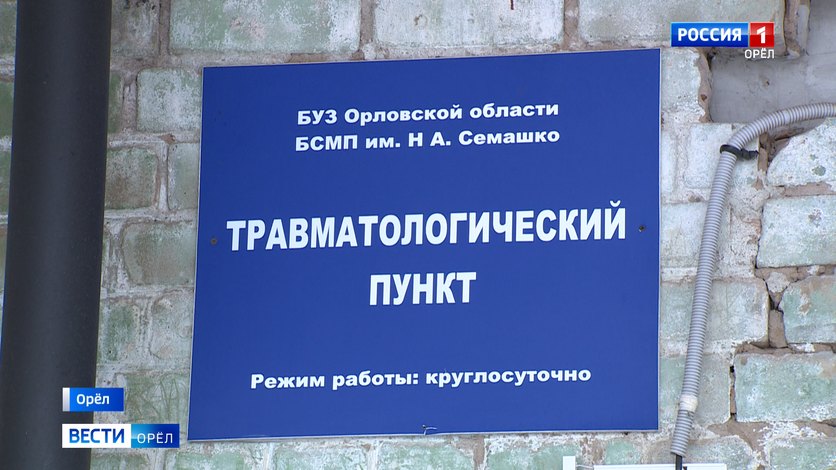 РОССИЯ 1
ОРЁЛ
БУЗ Орловской области
БСМП им. Н А. Семашко
ТРАВМАТОЛОГИЧЕСКИЙ
ПУНКТ
Режим работы: круглосуточно
Орёл
ВЕСТИ ОРЁЛ